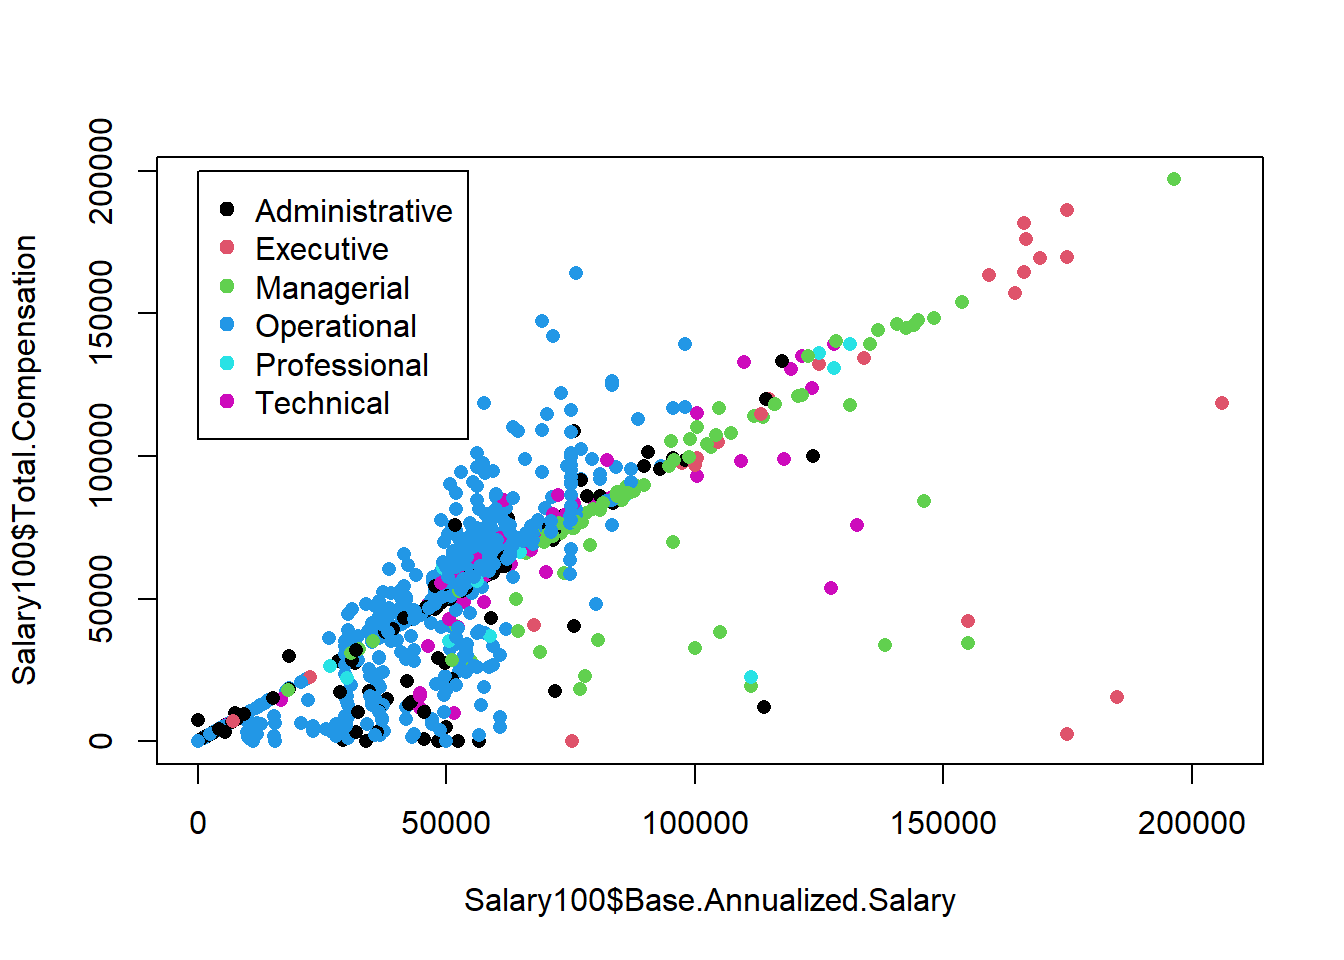 Administrative
Executive
Managerial
Operational
Professional
Technical
Salary100$Total.Compensation
200000
150000
100000
50000
0
0 50000 100000 150000 200000
Salary100$Base.Annualized.Salary